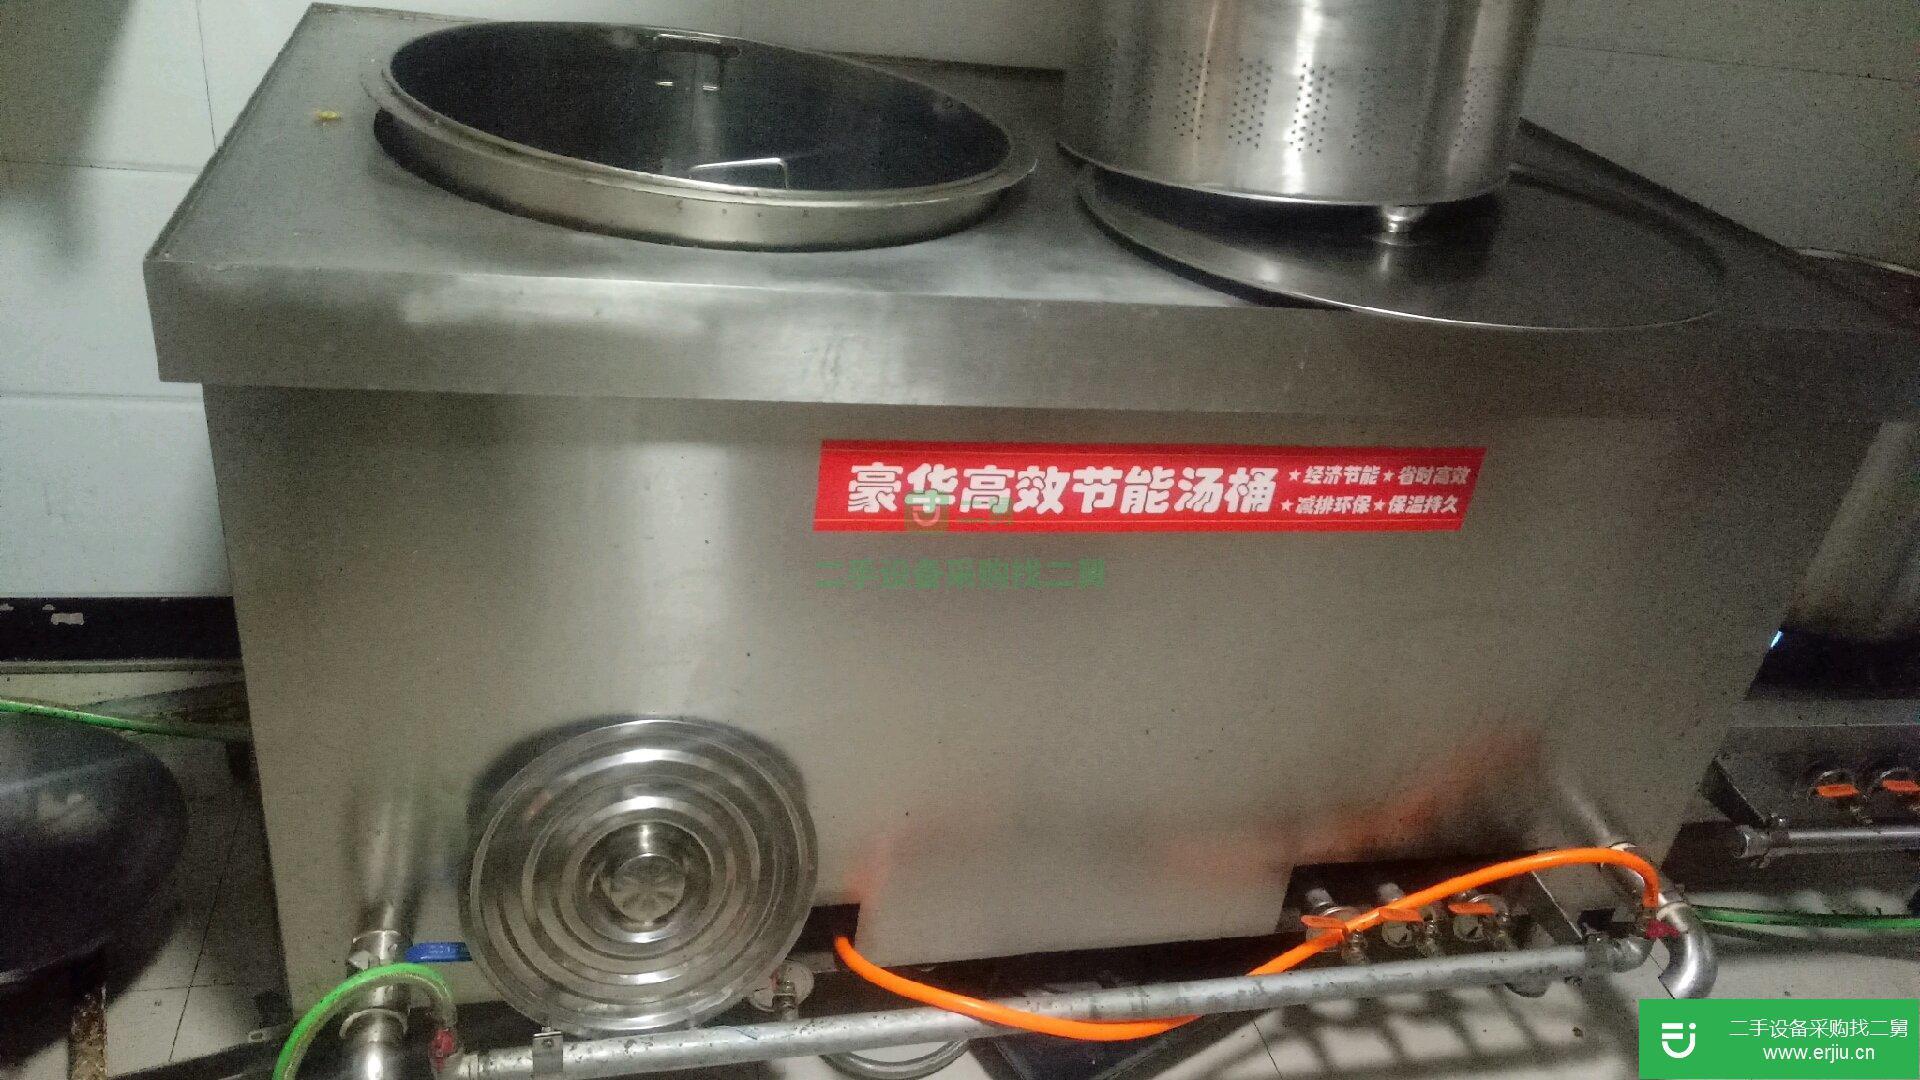 豪华高效节能汤桶
★经济节能★省时高效
★减排环保★保温持久
二舅
二手设备采购找二舅
二手设备采购找二舅
www.erjiu.cn